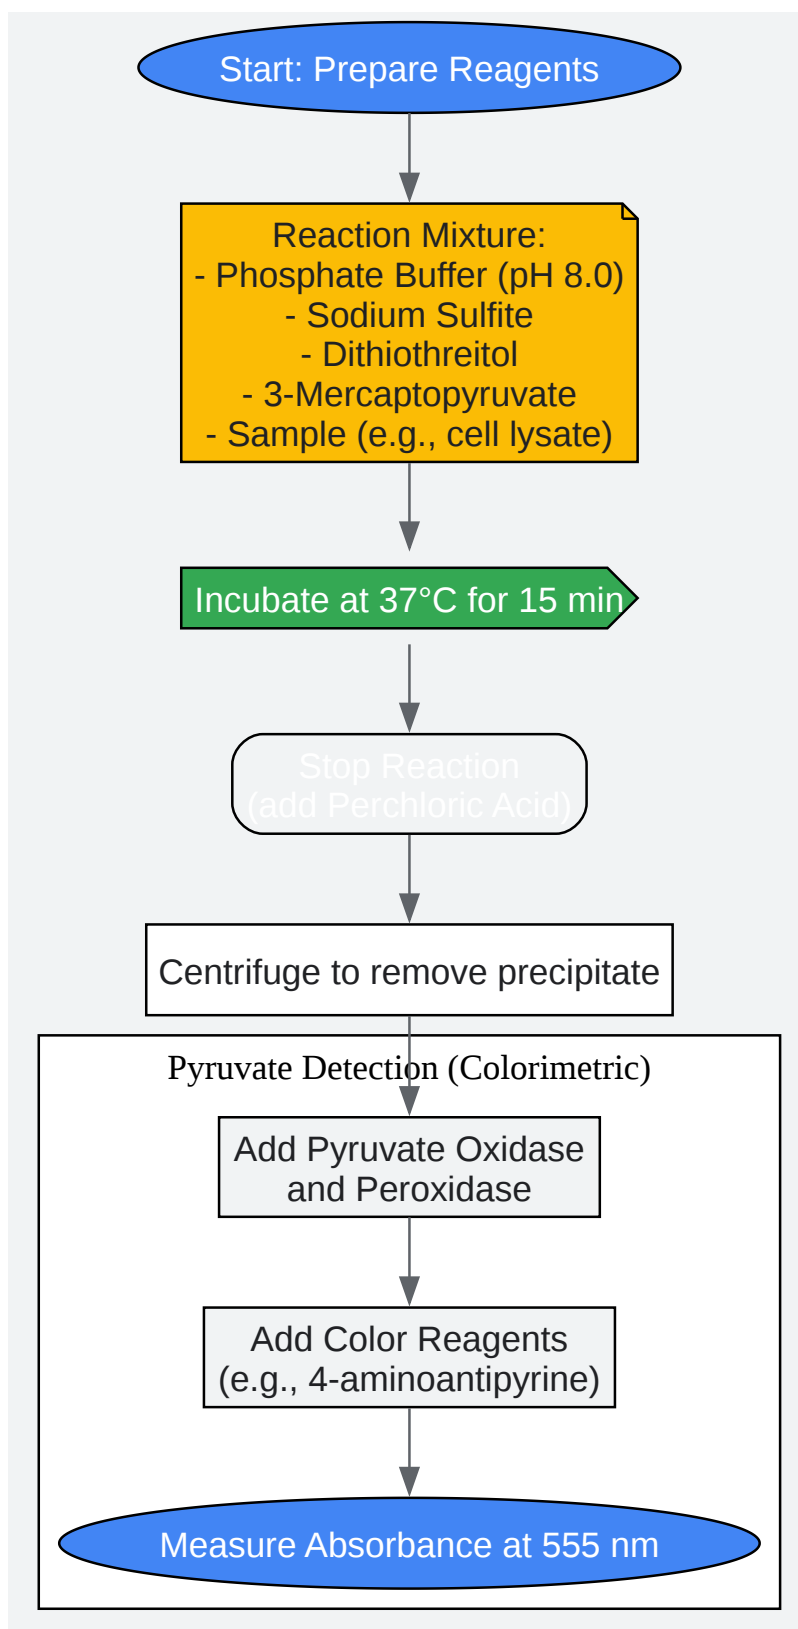 Start: Prepare Reagents
Reaction Mixture:
- Phosphate Buffer (pH 8.0)
- Sodium Sulfite
- Dithiothreitol
- 3-Mercaptopyruvate
- Sample (e.g., cell lysate)
Incubate at 37°C for 15 min
Stop Reaction
(add Perchloric Acid)
Centrifuge to remove precipitate
Pyruvate Detection (Colorimetric)
Add Pyruvate Oxidase
and Peroxidase
Add Color Reagents
(e.g., 4-aminoantipyrine)
Measure Absorbance at 555 nm